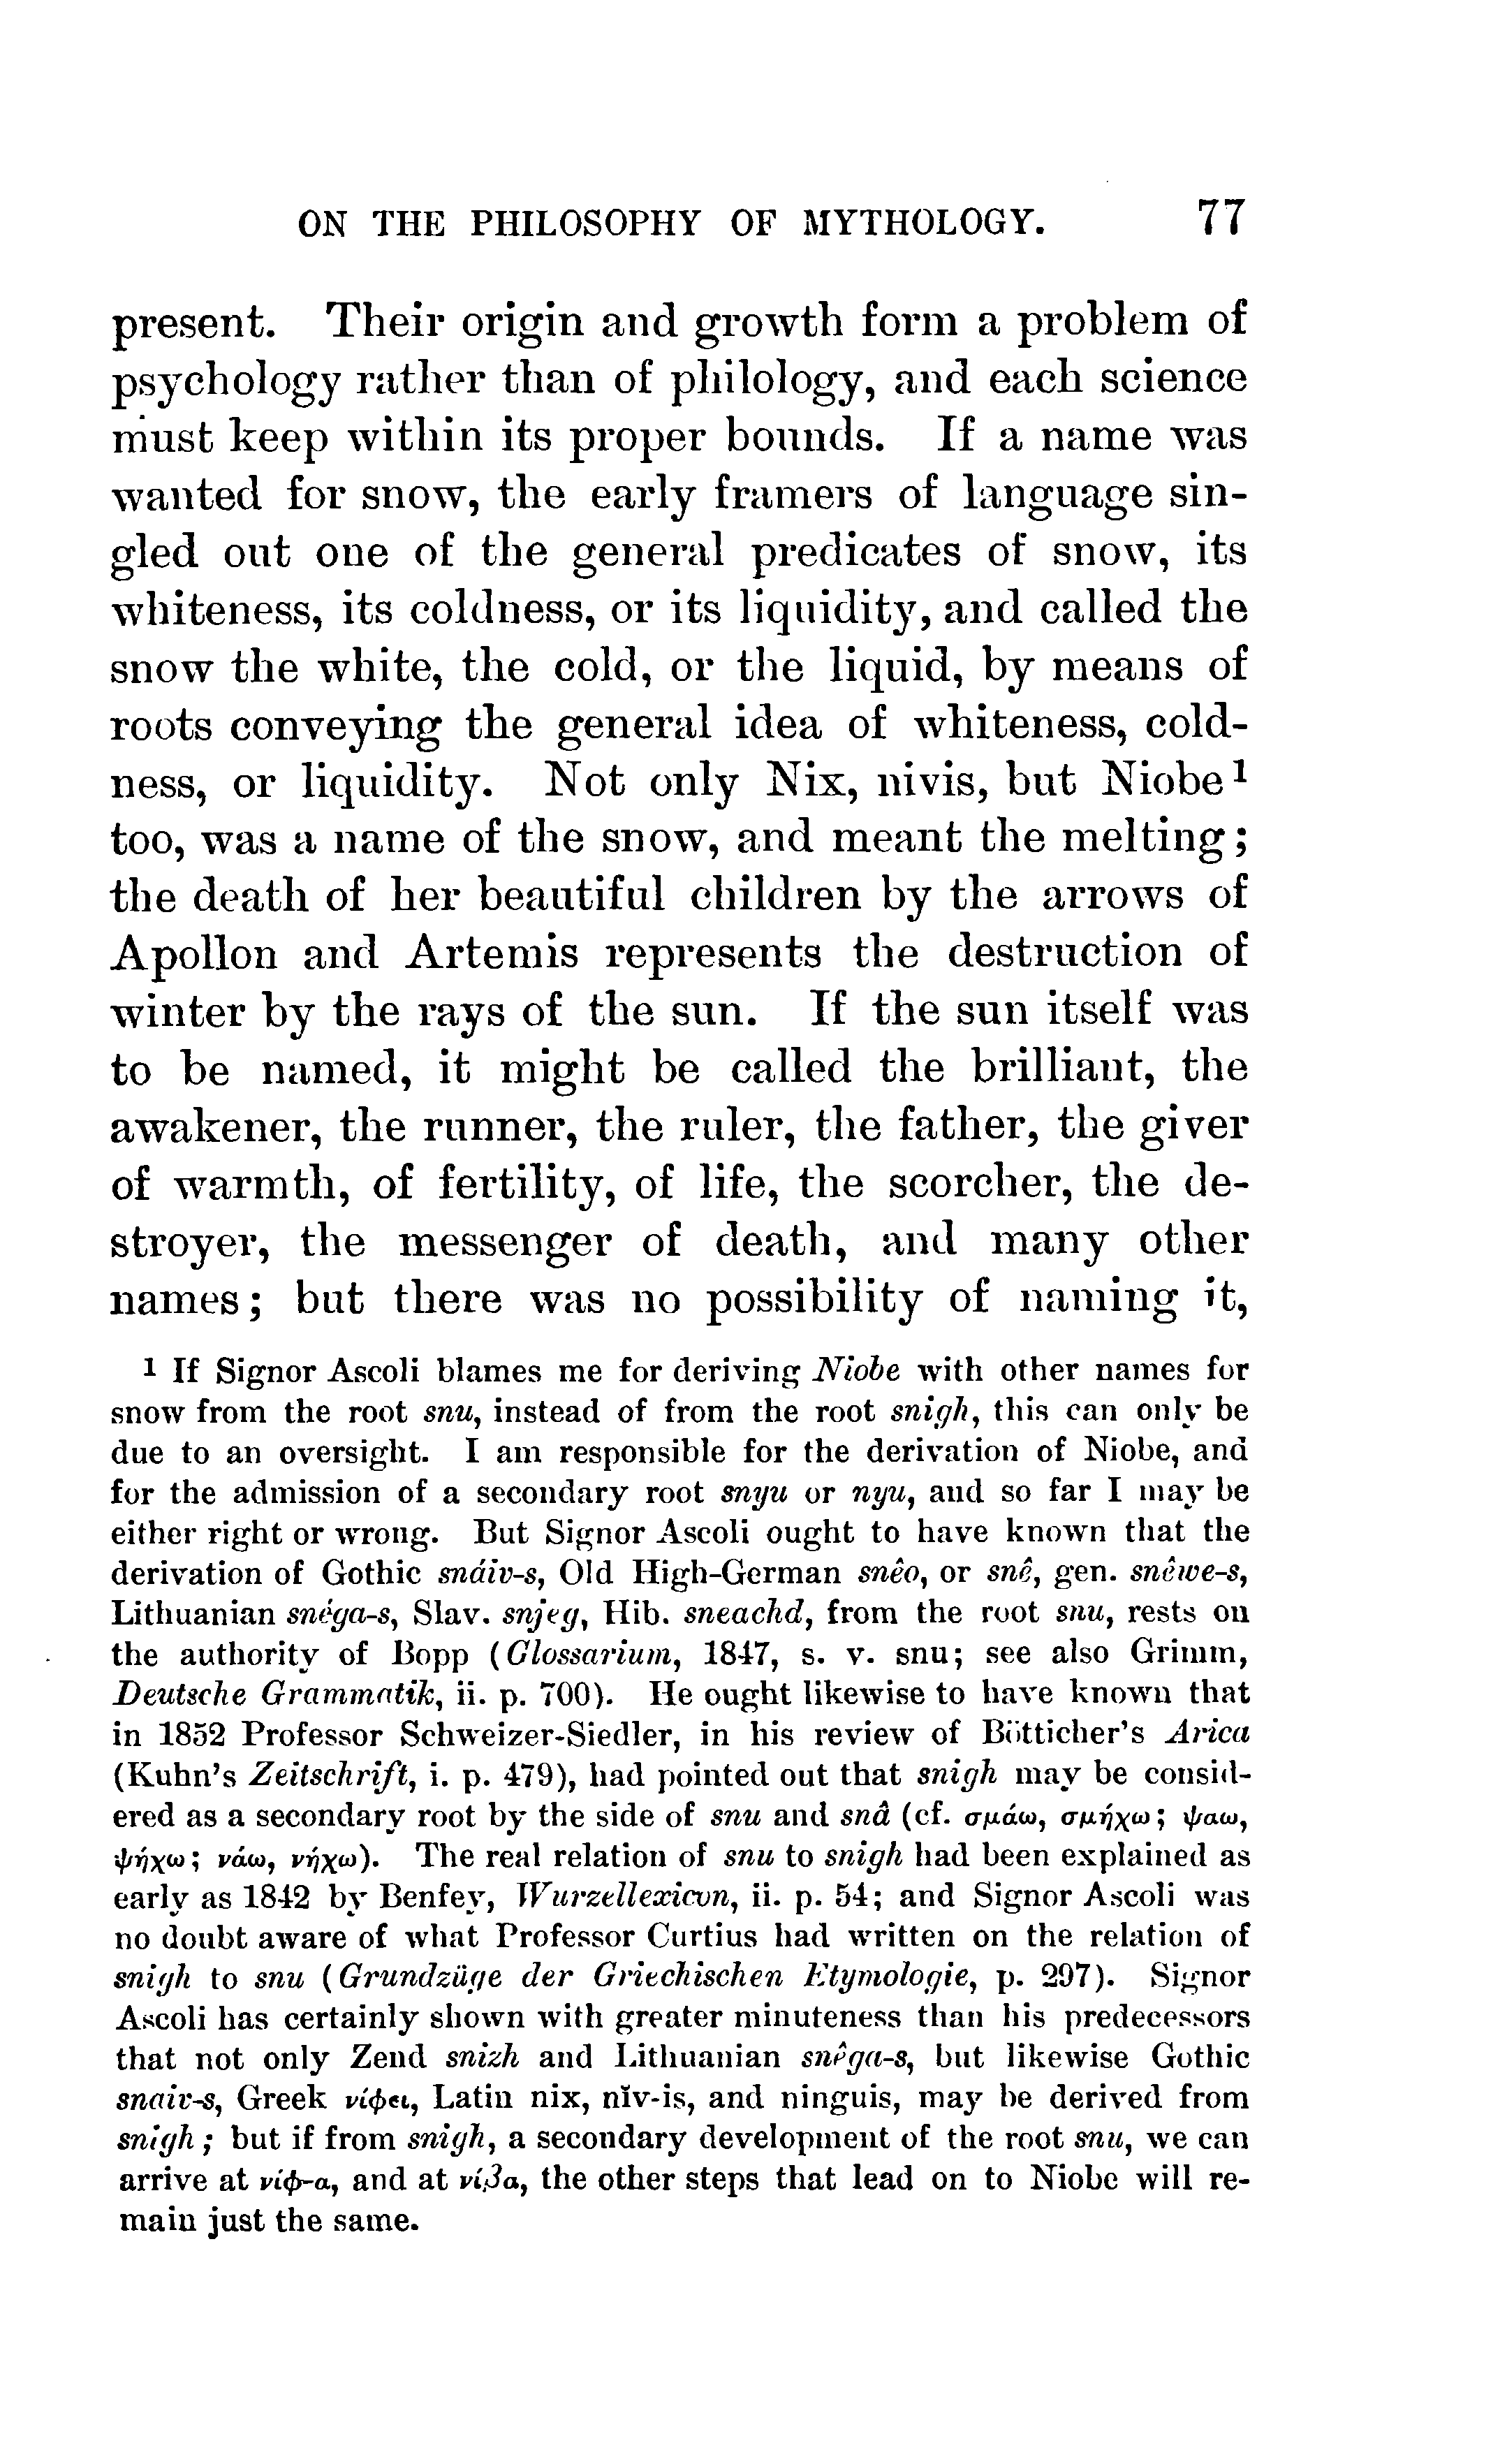 ON THE PHILOSOPHY OF MYTHOLOGY. 77
present. Their origin and growth form a problem of
psychology rather than of philology, and each science
must keep within its proper bounds. If a name was
wanted for snow, the early framers of language sin-
gled out one of the general predicates of snow, its
whiteness, its coldness, or its liquidity, and called the
snow the white, the cold, or the liquid, by means of
roots conveying the general idea of whiteness, cold-
ness, or liquidity. Not only Nix, nivis, but Niobe¹
too, was a name of the snow, and meant the melting;
the death of her beautiful children by the arrows of
Apollon and Artemis represents the destruction of
winter by the rays of the sun. If the sun itself was
to be named, it might be called the brilliant, the
awakener, the runner, the ruler, the father, the giver
of warmth, of fertility, of life, the scorcher, the de-
stroyer, the messenger of death, and many other
names; but there was no possibility of naming it,
¹ If Signor Ascoli blames me for deriving Niobe with other names for
snow from the root snu, instead of from the root snigh, this can only be
due to an oversight. I am responsible for the derivation of Niobe, and
for the admission of a secondary root snyu or nyu, and so far I may be
either right or wrong. But Signor Ascoli ought to have known that the
derivation of Gothic snáiv-s, Old High-German snêo, or snê, gen. snêwe-s,
Lithuanian snéga-s, Slav. snjeg, Hib. sneachd, from the root snu, rests on
the authority of Bopp (Glossarium, 1847, s. v. snu; see also Grimm,
Deutsche Grammatik, ii. p. 700). He ought likewise to have known that
in 1852 Professor Schweizer-Siedler, in his review of Bötticher's Arica
(Kuhn's Zeitschrift, i. p. 479), had pointed out that snigh may be consid-
ered as a secondary root by the side of snu and snâ (cf. σμάω, σμήχω; ψαω,
ψήχω; νάω, νήχω). The real relation of snu to snigh had been explained as
early as 1842 by Benfey, Wurzellexicon, ii. p. 54; and Signor Ascoli was
no doubt aware of what Professor Curtius had written on the relation of
snigh to snu (Grundzüge der Griechischen Etymologie, p. 297). Signor
Ascoli has certainly shown with greater minuteness than his predecessors
that not only Zend snizh and Lithuanian snêga-s, but likewise Gothic
snaiv-s, Greek νίφει, Latin nix, nĭv-is, and ninguis, may be derived from
snigh; but if from snigh, a secondary development of the root snu, we can
arrive at νίφ-α, and at νίβα, the other steps that lead on to Niobe will re-
main just the same.